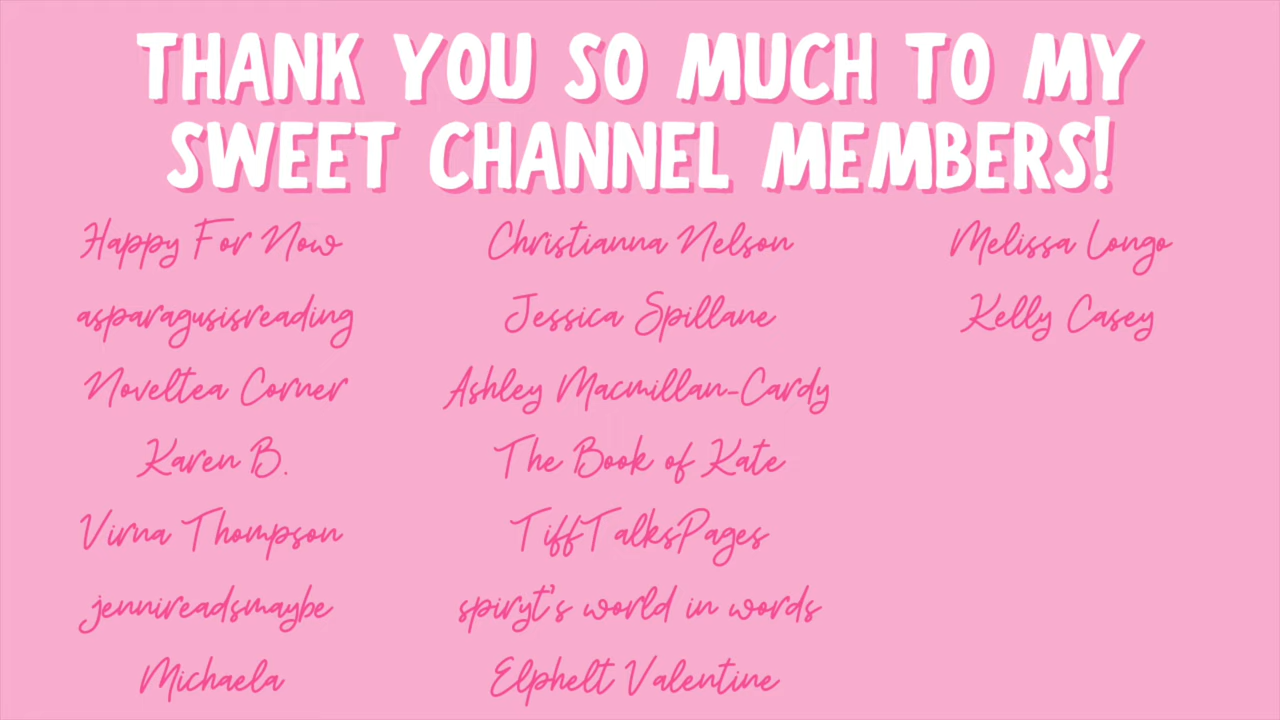 THANK YOU SO MUCH TO MY
SWEET CHANNEL MEMBERS!
Happy For Now
asparagusisreading
Noveltea Corner
Karen B.
Virna Thompson
jennireadsmaybe
Michaela
Christianna Nelson
Jessica Spillane
Ashley Macmillan-Cardy
The Book of Kate
TiffTalksPages
spiryt's world in words
Elphelt Valentine
Melissa Longo
Kelly Casey